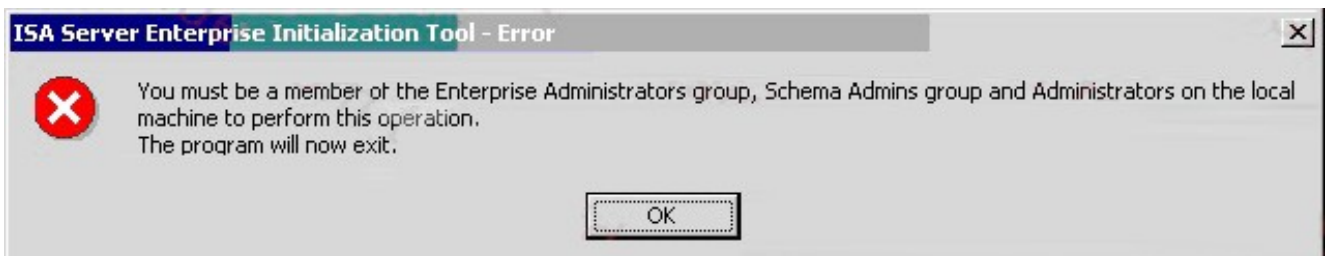 ISA Server Enterprise Initialization Tool - Error
You must be a member of the Enterprise Administrators group, Schema Admins group and Administrators on the local
machine to perform this operation.
The program will now exit.
OK